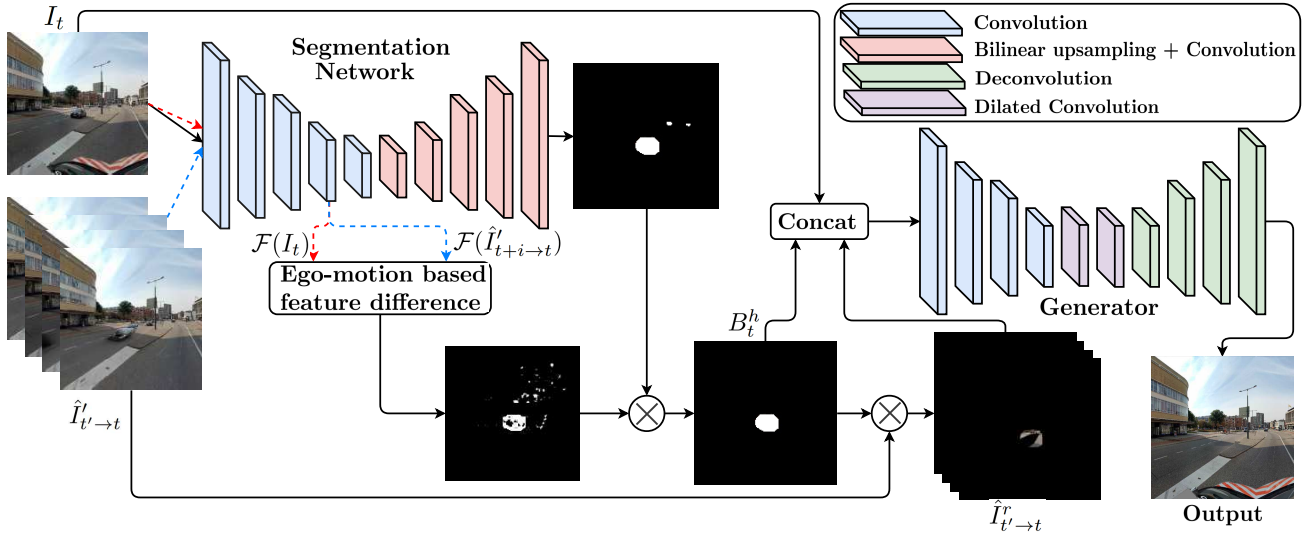 I_t
Segmentation
Network
Convolution
Bilinear upsampling + Convolution
Deconvolution
Dilated Convolution
Concat
F(I_t)
F(Î′_{t+i→t})
Ego-motion based
feature difference
Generator
B_t^h
Î′_{t′→t}
Î^r_{t′→t}
Output